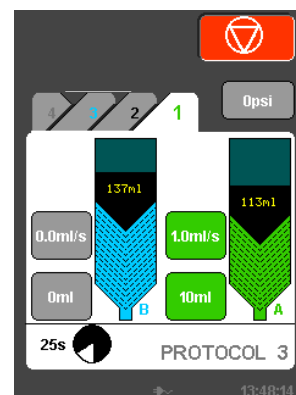 0psi
4 3 2 1
137ml 113ml
0.0ml/s 1.0ml/s
0ml 10ml
B A
25s PROTOCOL 3
13:48:14